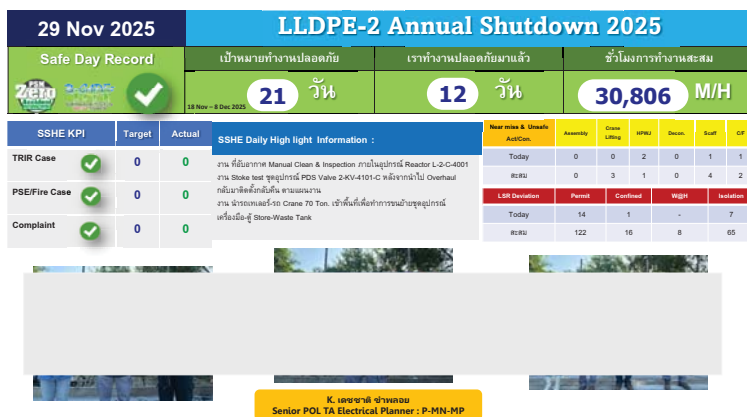 29 Nov 2025
LLDPE-2 Annual Shutdown 2025
Safe Day Record
เป้าหมายทำงานปลอดภัย
เราทำงานปลอดภัยมาแล้ว
ชั่วโมงการทำงานสะสม
Zero
18 Nov – 8 Dec 2025
21 วัน
12 วัน
30,806 M/H
SSHE KPI Target Actual
TRIR Case 0 0
PSE/Fire Case 0 0
Complaint 0 0
SSHE Daily High light Information :
งาน ที่อับอากาศ Manual Clean & Inspection ภายในอุปกรณ์ Reactor L-2-C-4001
งาน Stoke test ชุดอุปกรณ์ PDS Valve 2-KV-4101-C หลังจากนำไป Overhaul
กลับมาติดตั้งกลับคืน ตามแผนงาน
งาน นำรถเทลเลอร์-รถ Crane 70 Ton. เข้าพื้นที่เพื่อทำการขนย้ายชุดอุปกรณ์
เครื่องมือ-ตู้ Store-Waste Tank
Near miss & Unsafe Act/Con. Assembly Crane Lifting HPWJ Decon. Scaff C/F
Today 0 0 2 0 1 1
สะสม 0 3 1 0 4 2
LSR Deviation Permit Confined W@H Isolation
Today 14 1 - 7
สะสม 122 16 8 65
K. เดชชาติ ขำพลอย
Senior POL TA Electrical Planner : P-MN-MP